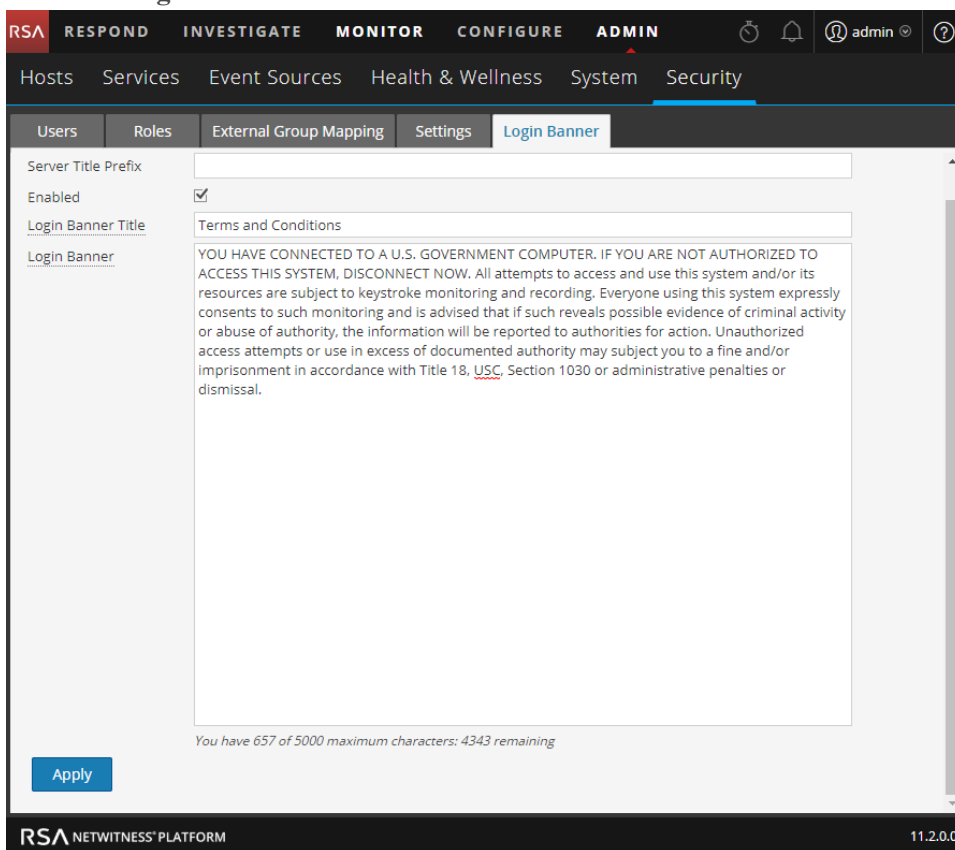 RSA RESPOND INVESTIGATE MONITOR CONFIGURE ADMIN admin ?
Hosts Services Event Sources Health & Wellness System Security
Users Roles External Group Mapping Settings Login Banner
Server Title Prefix
Enabled
Login Banner Title Terms and Conditions
Login Banner
YOU HAVE CONNECTED TO A U.S. GOVERNMENT COMPUTER. IF YOU ARE NOT AUTHORIZED TO
ACCESS THIS SYSTEM, DISCONNECT NOW. All attempts to access and use this system and/or its
resources are subject to keystroke monitoring and recording. Everyone using this system expressly
consents to such monitoring and is advised that if such reveals possible evidence of criminal activity
or abuse of authority, the information will be reported to authorities for action. Unauthorized
access attempts or use in excess of documented authority may subject you to a fine and/or
imprisonment in accordance with Title 18, USC, Section 1030 or administrative penalties or
dismissal.
You have 657 of 5000 maximum characters: 4343 remaining
Apply
RSA NETWITNESS® PLATFORM 11.2.0.0